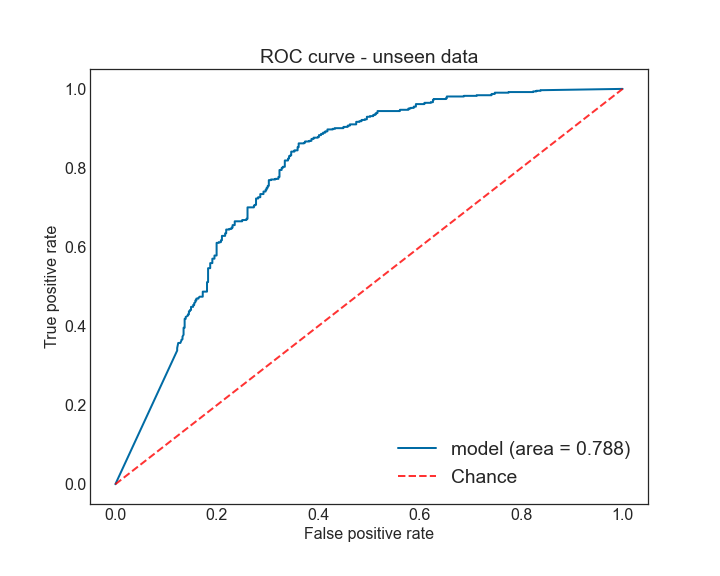 ROC curve - unseen data
True positive rate
1.0
0.8
0.6
0.4
0.2
0.0
model (area = 0.788)
Chance
0.0 0.2 0.4 0.6 0.8 1.0
False positive rate